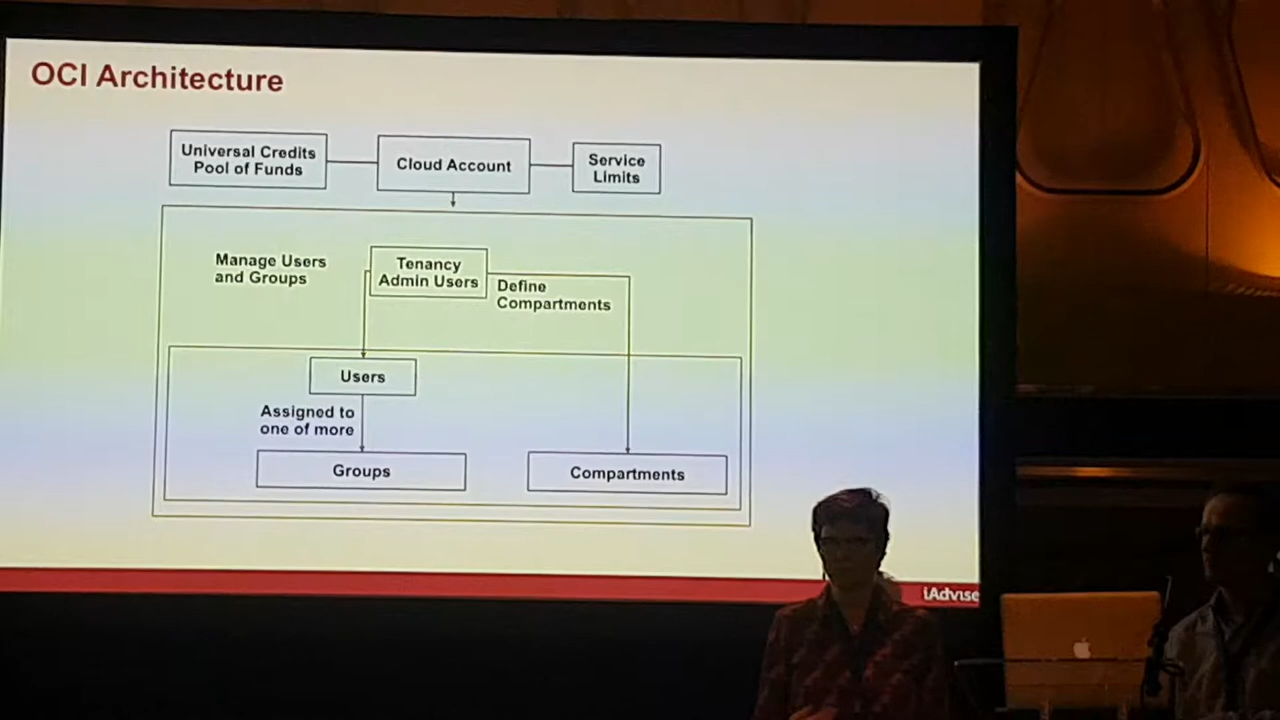 OCI Architecture
Universal Credits
Pool of Funds
Cloud Account
Service
Limits
Manage Users
and Groups
Tenancy
Admin Users
Define
Compartments
Users
Assigned to
one of more
Groups
Compartments
iAdvise